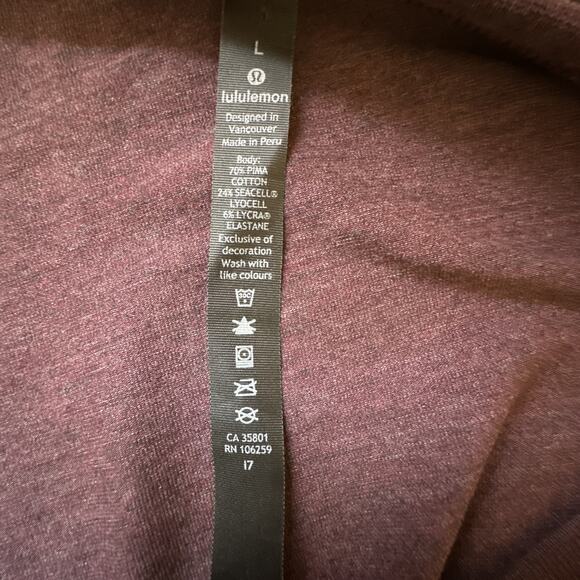 L
lululemon
Designed in
Vancouver
Made in Peru
Body:
70% PIMA
COTTON
24% SEACELL®
LYOCELL
6% LYCRA®
ELASTANE
Exclusive of
decoration
Wash with
like colours
30C
CA 35801
RN 106259
I7